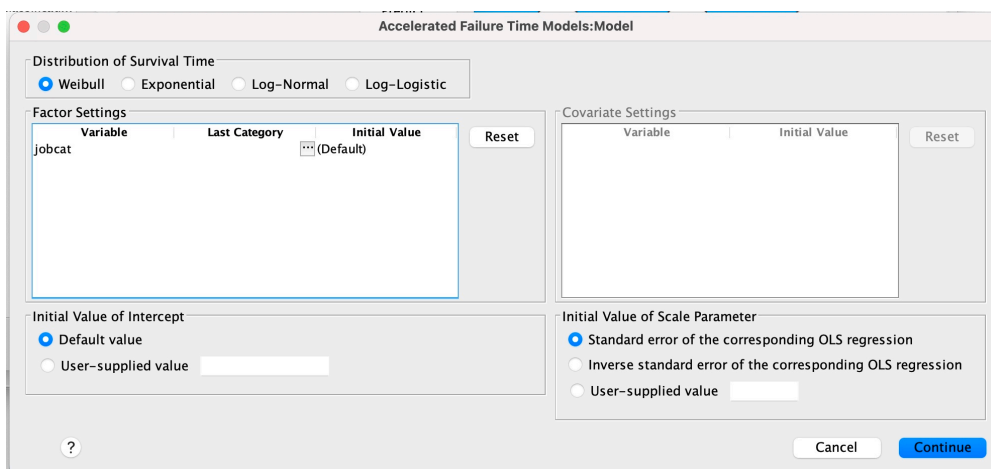 Accelerated Failure Time Models:Model
Distribution of Survival Time
Weibull Exponential Log-Normal Log-Logistic
Factor Settings
Variable Last Category Initial Value
jobcat ... (Default)
Reset
Covariate Settings
Variable Initial Value
Reset
Initial Value of Intercept
Default value
User-supplied value
Initial Value of Scale Parameter
Standard error of the corresponding OLS regression
Inverse standard error of the corresponding OLS regression
User-supplied value
?
Cancel Continue